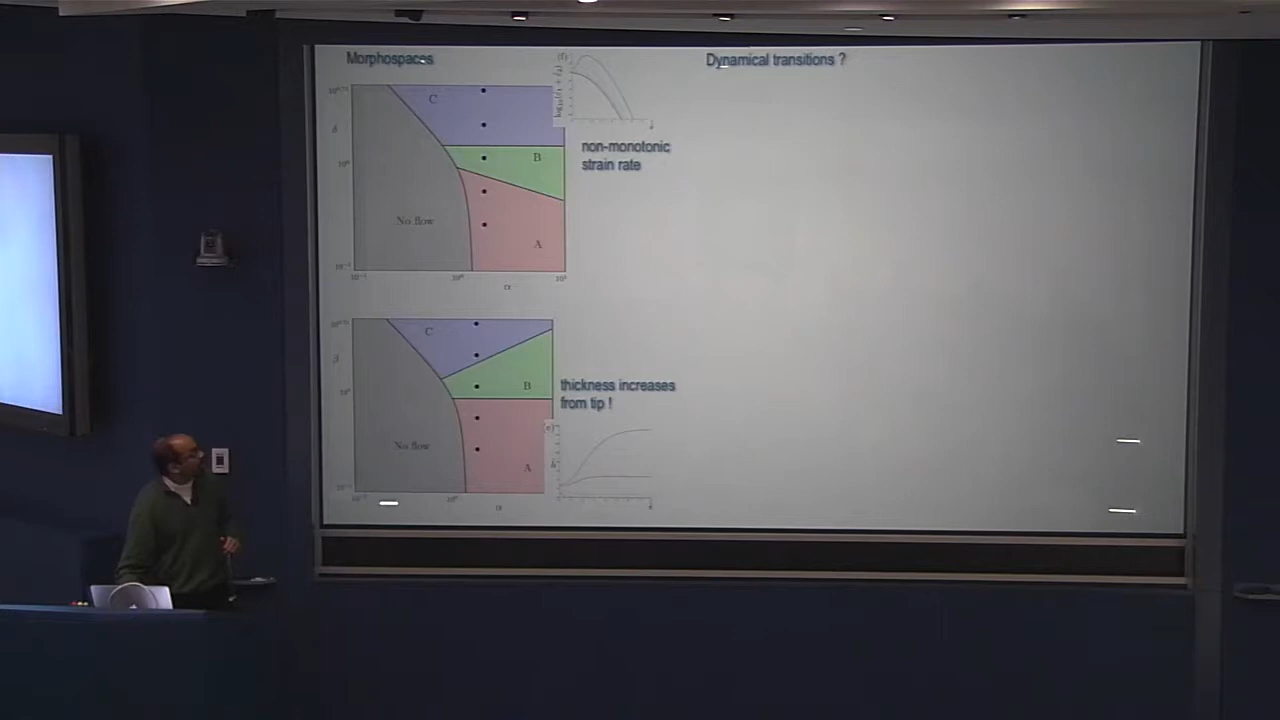 Morphospaces
Dynamical transitions ?
(f)
C
B
No flow
A
α
non-monotonic
strain rate
C
B
No flow
A
α
thickness increases
from tip !
(e)
h